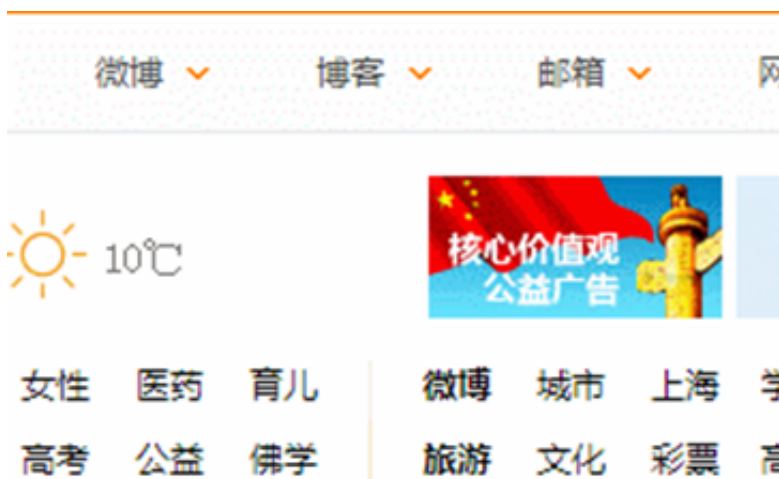 微博 博客 邮箱
10℃
核心价值观
公益广告
女性 医药 育儿 微博 城市 上海
高考 公益 佛学 旅游 文化 彩票